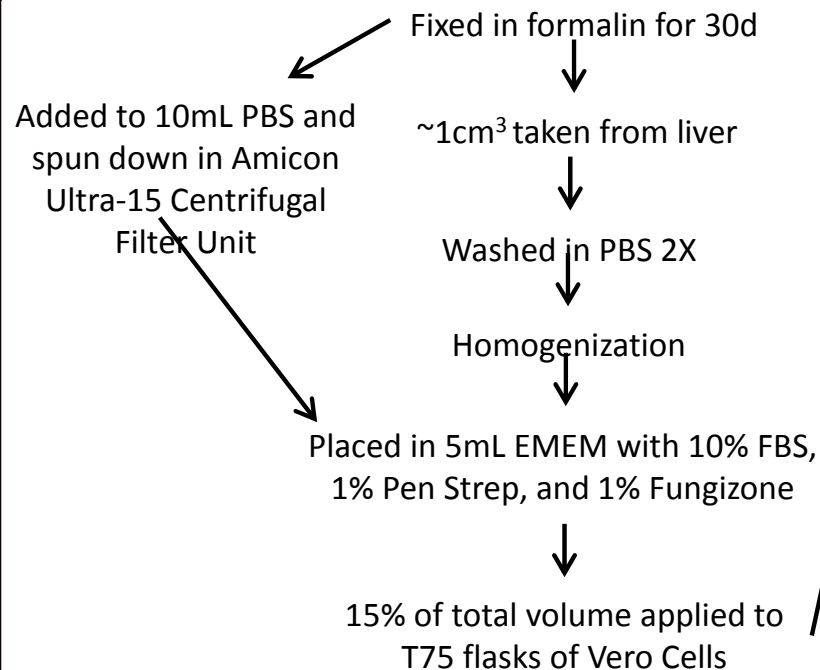 Fixed in formalin for 30d
Added to 10mL PBS and
spun down in Amicon
Ultra-15 Centrifugal
Filter Unit
~1cm³ taken from liver
Washed in PBS 2X
Homogenization
Placed in 5mL EMEM with 10% FBS,
1% Pen Strep, and 1% Fungizone
15% of total volume applied to
T75 flasks of Vero Cells